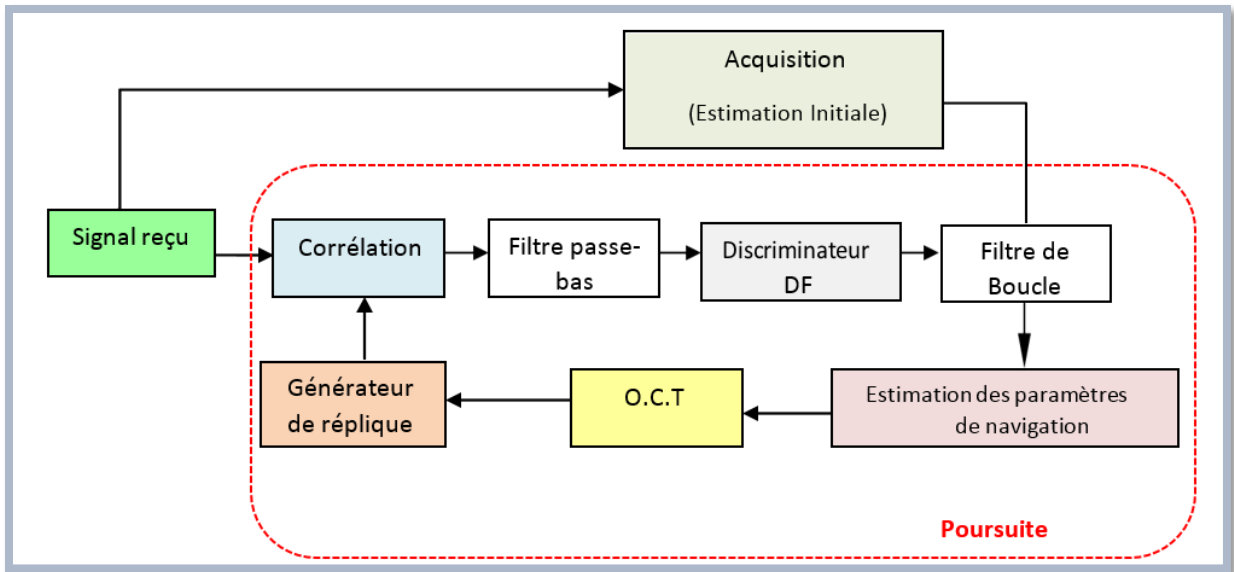 Acquisition
(Estimation Initiale)
Signal reçu
Corrélation
Filtre passe-
bas
Discriminateur
DF
Filtre de
Boucle
Générateur
de réplique
O.C.T
Estimation des paramètres
de navigation
Poursuite